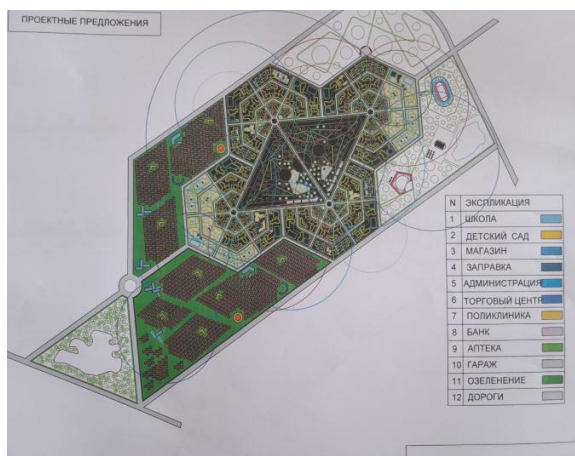 ПРОЕКТНЫЕ ПРЕДЛОЖЕНИЯ
N ЭКСПЛИКАЦИЯ
1 ШКОЛА
2 ДЕТСКИЙ САД
3 МАГАЗИН
4 ЗАПРАВКА
5 АДМИНИСТРАЦИЯ
6 ТОРГОВЫЙ ЦЕНТР
7 ПОЛИКЛИНИКА
8 БАНК
9 АПТЕКА
10 ГАРАЖ
11 ОЗЕЛЕНЕНИЕ
12 ДОРОГИ